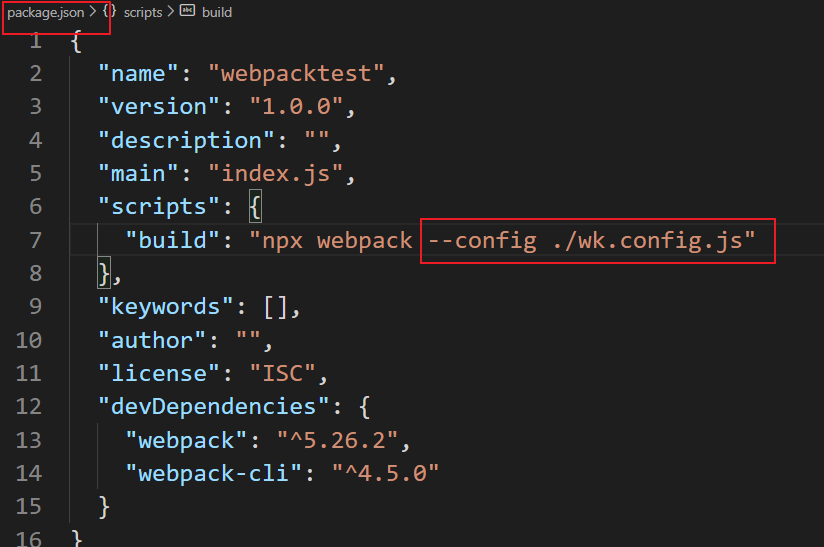 package.json > {} scripts > abc build
1 {
2 "name": "webpacktest",
3 "version": "1.0.0",
4 "description": "",
5 "main": "index.js",
6 "scripts": {
7 "build": "npx webpack --config ./wk.config.js"
8 },
9 "keywords": [],
10 "author": "",
11 "license": "ISC",
12 "devDependencies": {
13 "webpack": "^5.26.2",
14 "webpack-cli": "^4.5.0"
15 }
16 }